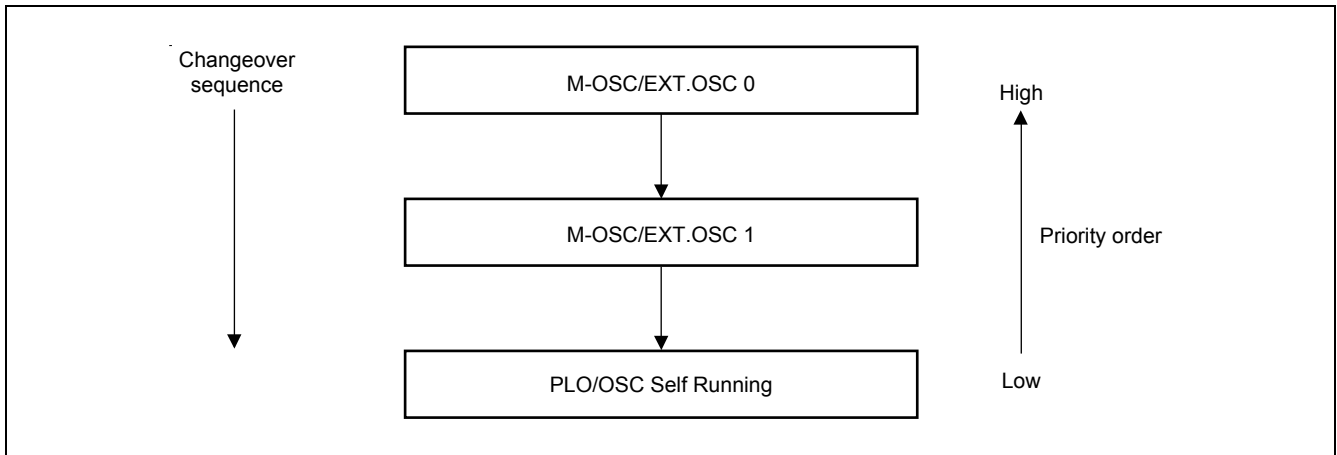 Changeover
sequence
M-OSC/EXT.OSC 0
High
M-OSC/EXT.OSC 1
Priority order
PLO/OSC Self Running
Low